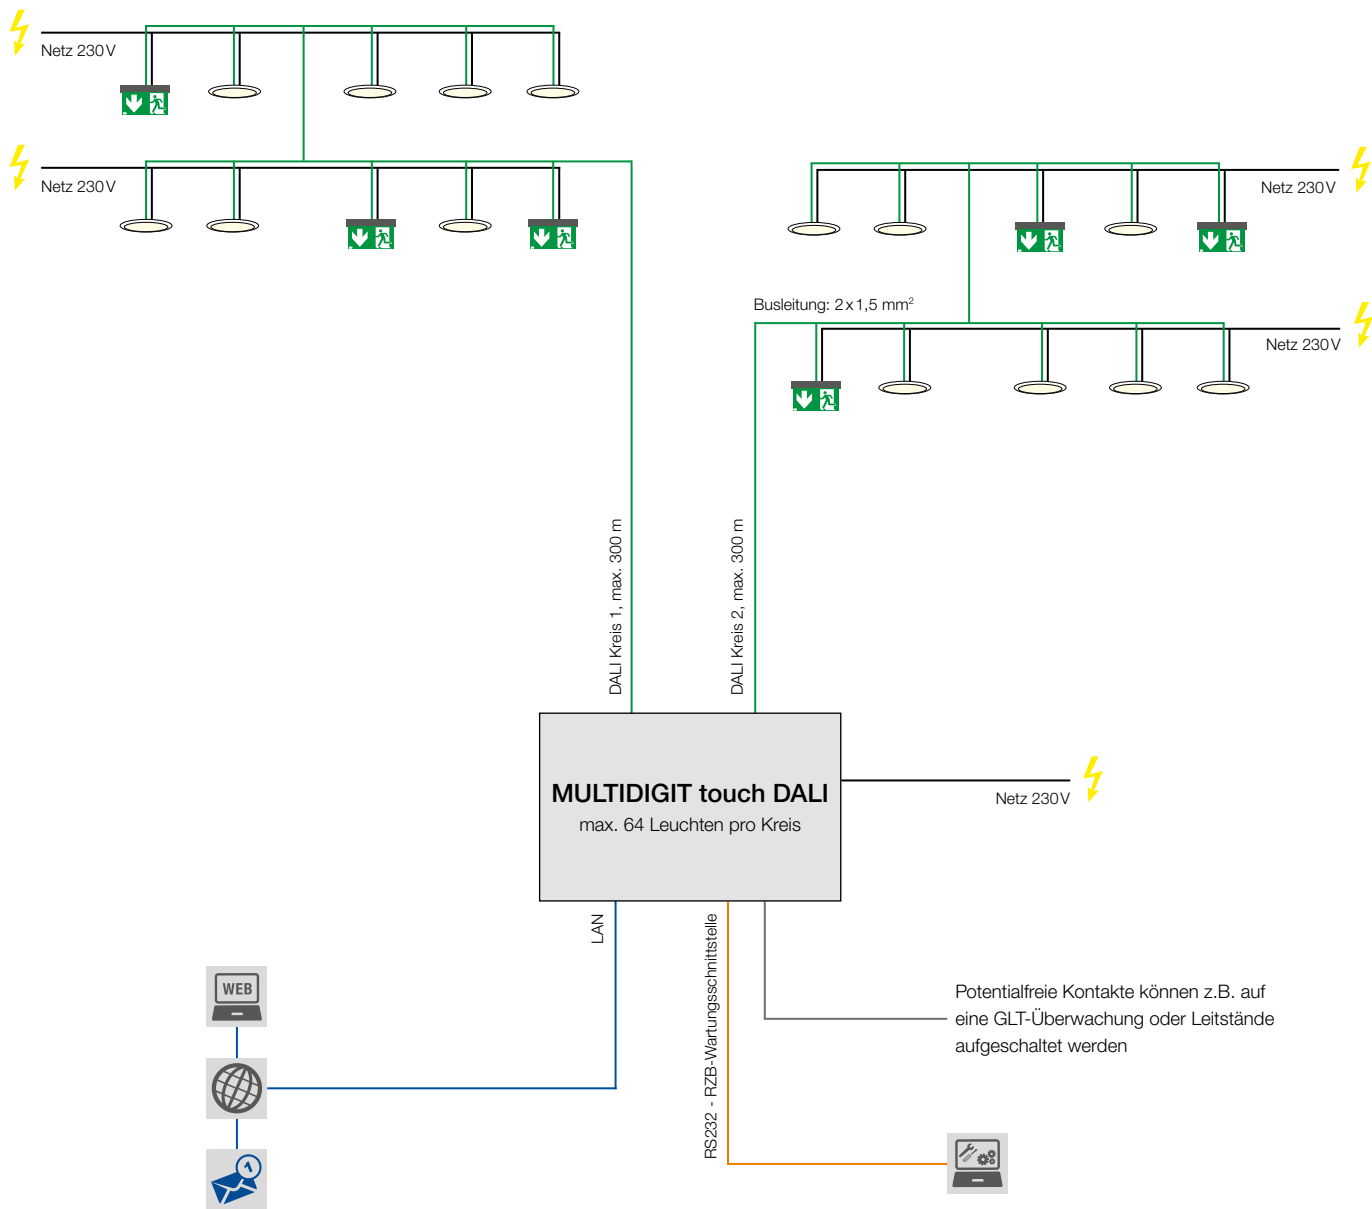 Netz 230 V
Netz 230 V
Netz 230 V
Busleitung: 2 x 1,5 mm²
Netz 230 V
DALI Kreis 1, max. 300 m
DALI Kreis 2, max. 300 m
MULTIDIGIT touch DALI
max. 64 Leuchten pro Kreis
Netz 230 V
LAN
RS232 - RZB-Wartungsschnittstelle
WEB
Potentialfreie Kontakte können z.B. auf
eine GLT-Überwachung oder Leitstände
aufgeschaltet werden
1